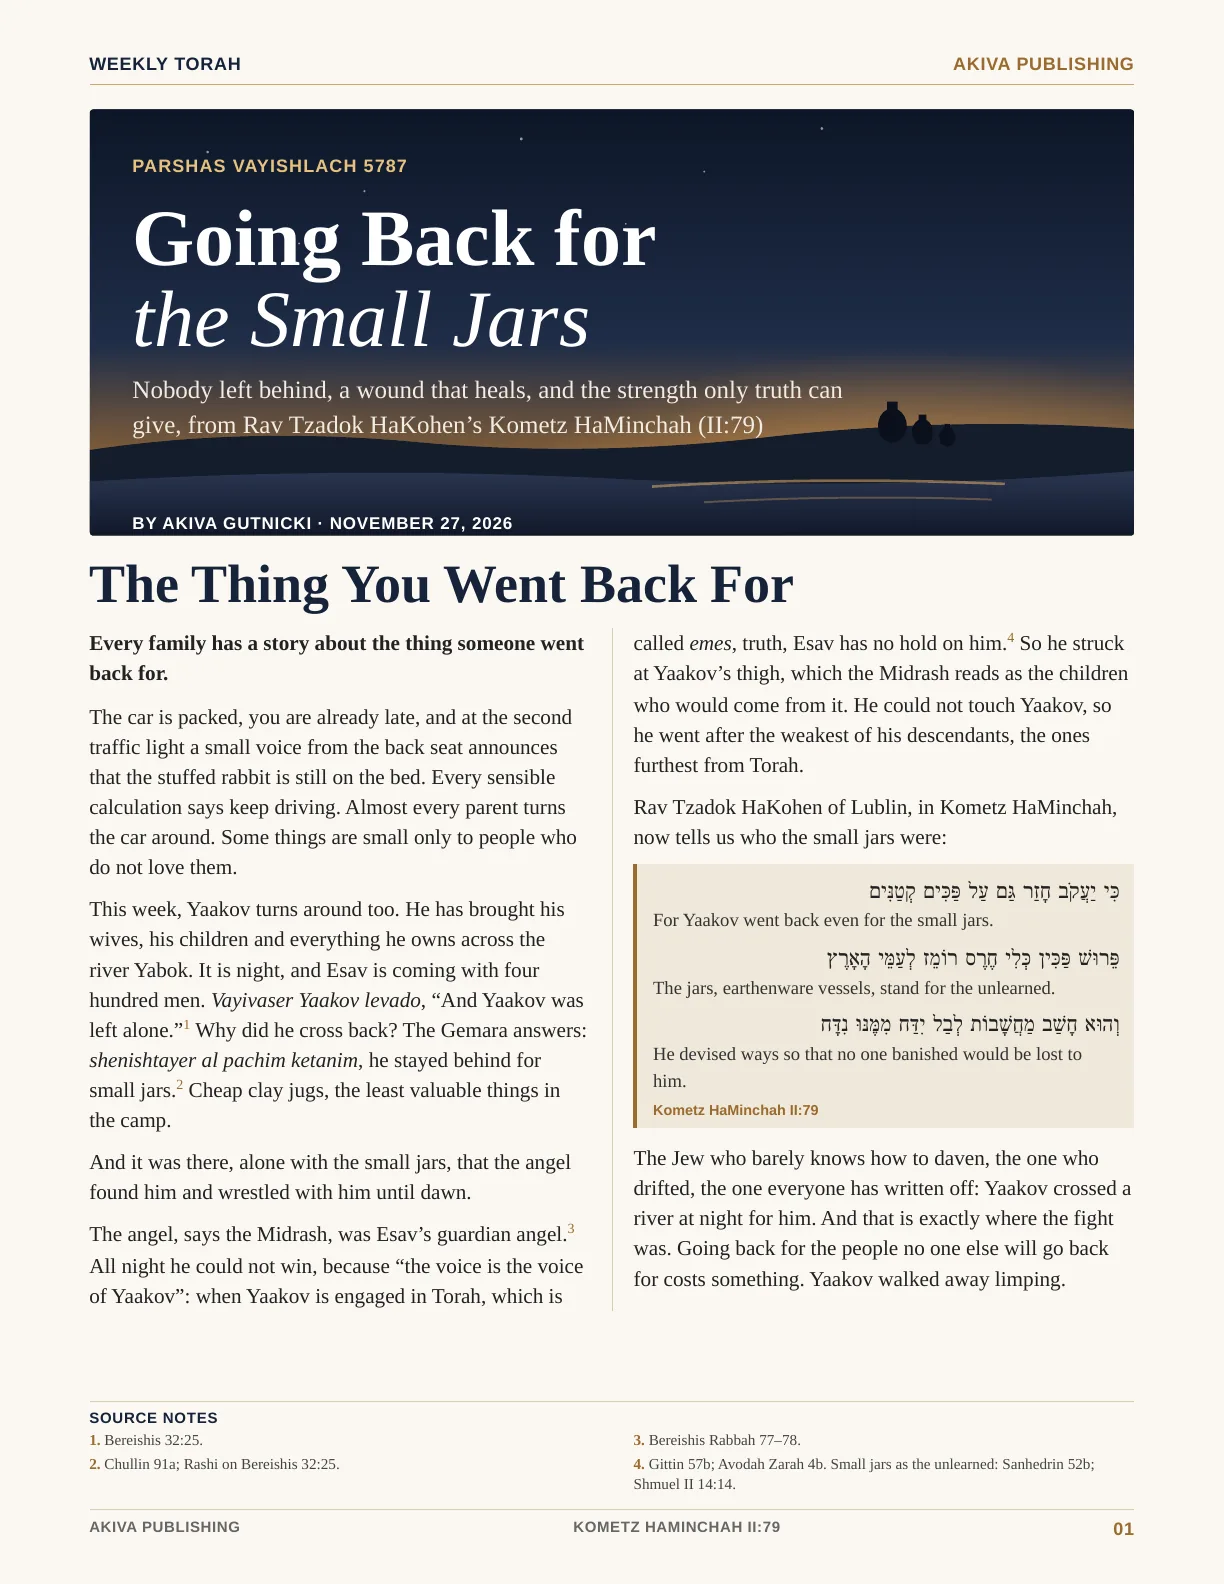 WEEKLY TORAH
AKIVA PUBLISHING
PARSHAS VAYISHLACH 5787
Going Back for
the Small Jars
Nobody left behind, a wound that heals, and the strength only truth can
give, from Rav Tzadok HaKohen’s Kometz HaMinchah (II:79)
BY AKIVA GUTNICKI · NOVEMBER 27, 2026
The Thing You Went Back For
Every family has a story about the thing someone went
back for.
The car is packed, you are already late, and at the second
traffic light a small voice from the back seat announces
that the stuffed rabbit is still on the bed. Every sensible
calculation says keep driving. Almost every parent turns
the car around. Some things are small only to people who
do not love them.
This week, Yaakov turns around too. He has brought his
wives, his children and everything he owns across the
river Yabok. It is night, and Esav is coming with four
hundred men. Vayivaser Yaakov levado, “And Yaakov was
left alone.”1 Why did he cross back? The Gemara answers:
shenishtayer al pachim ketanim, he stayed behind for
small jars.2 Cheap clay jugs, the least valuable things in
the camp.
And it was there, alone with the small jars, that the angel
found him and wrestled with him until dawn.
The angel, says the Midrash, was Esav’s guardian angel.3
All night he could not win, because “the voice is the voice
of Yaakov”: when Yaakov is engaged in Torah, which is
called emes, truth, Esav has no hold on him.4 So he struck
at Yaakov’s thigh, which the Midrash reads as the children
who would come from it. He could not touch Yaakov, so
he went after the weakest of his descendants, the ones
furthest from Torah.
Rav Tzadok HaKohen of Lublin, in Kometz HaMinchah,
now tells us who the small jars were:
כִּי יַעֲקֹב חָזַר גַּם עַל פַּכִּים קְטַנִּים
For Yaakov went back even for the small jars.
פֵּרוּשׁ פַּכִּין כְּלִי חֶרֶס רוֹמֵז לְעַמֵּי הָאָרֶץ
The jars, earthenware vessels, stand for the unlearned.
וְהוּא חָשַׁב מַחֲשָׁבוֹת לְבַל יִדַּח מִמֶּנּוּ נִדָּח
He devised ways so that no one banished would be lost to
him.
Kometz HaMinchah II:79
The Jew who barely knows how to daven, the one who
drifted, the one everyone has written off: Yaakov crossed a
river at night for him. And that is exactly where the fight
was. Going back for the people no one else will go back
for costs something. Yaakov walked away limping.
SOURCE NOTES
1. Bereishis 32:25.
2. Chullin 91a; Rashi on Bereishis 32:25.
3. Bereishis Rabbah 77–78.
4. Gittin 57b; Avodah Zarah 4b. Small jars as the unlearned: Sanhedrin 52b;
Shmuel II 14:14.
AKIVA PUBLISHING
KOMETZ HAMINCHAH II:79
01